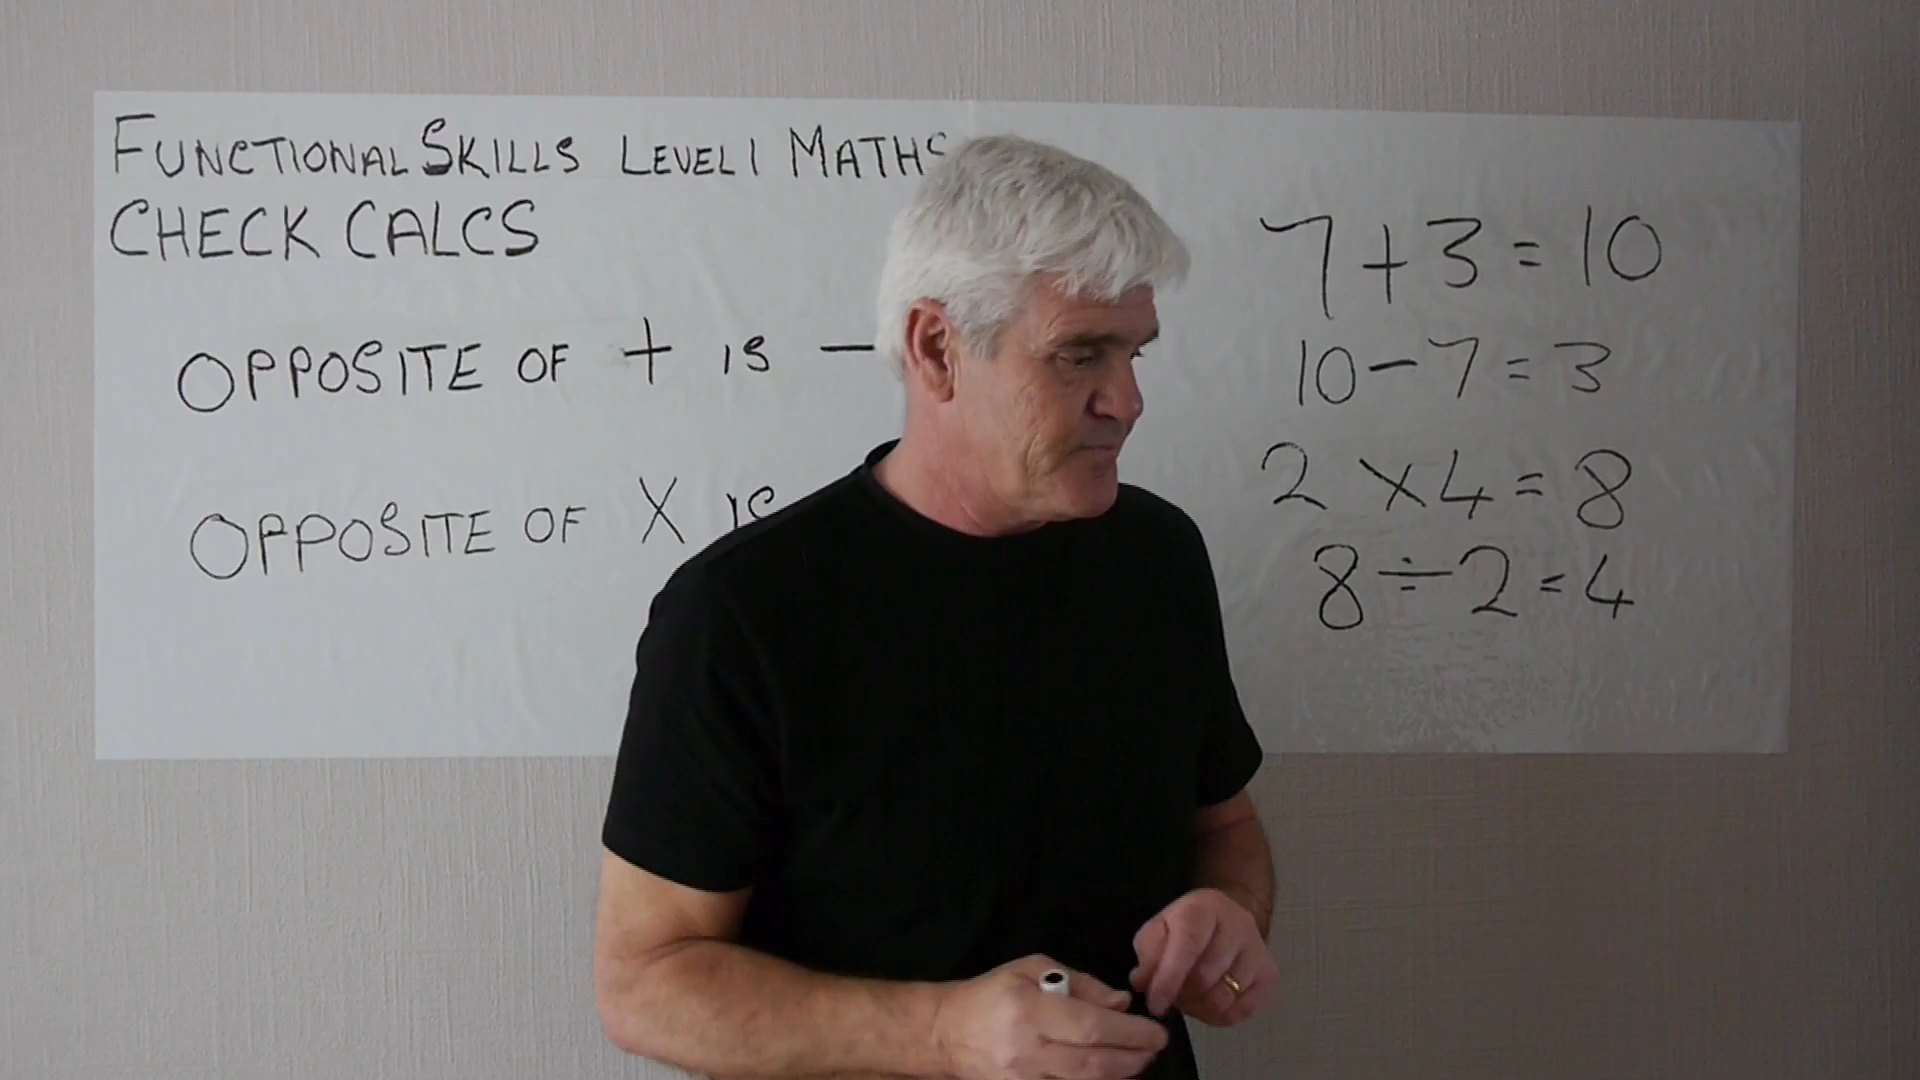 FUNCTIONAL SKILLS LEVEL 1 MATHS
CHECK CALCS
OPPOSITE OF + IS −
OPPOSITE OF X IS
7+3=10
10−7=3
2×4=8
8÷2=4